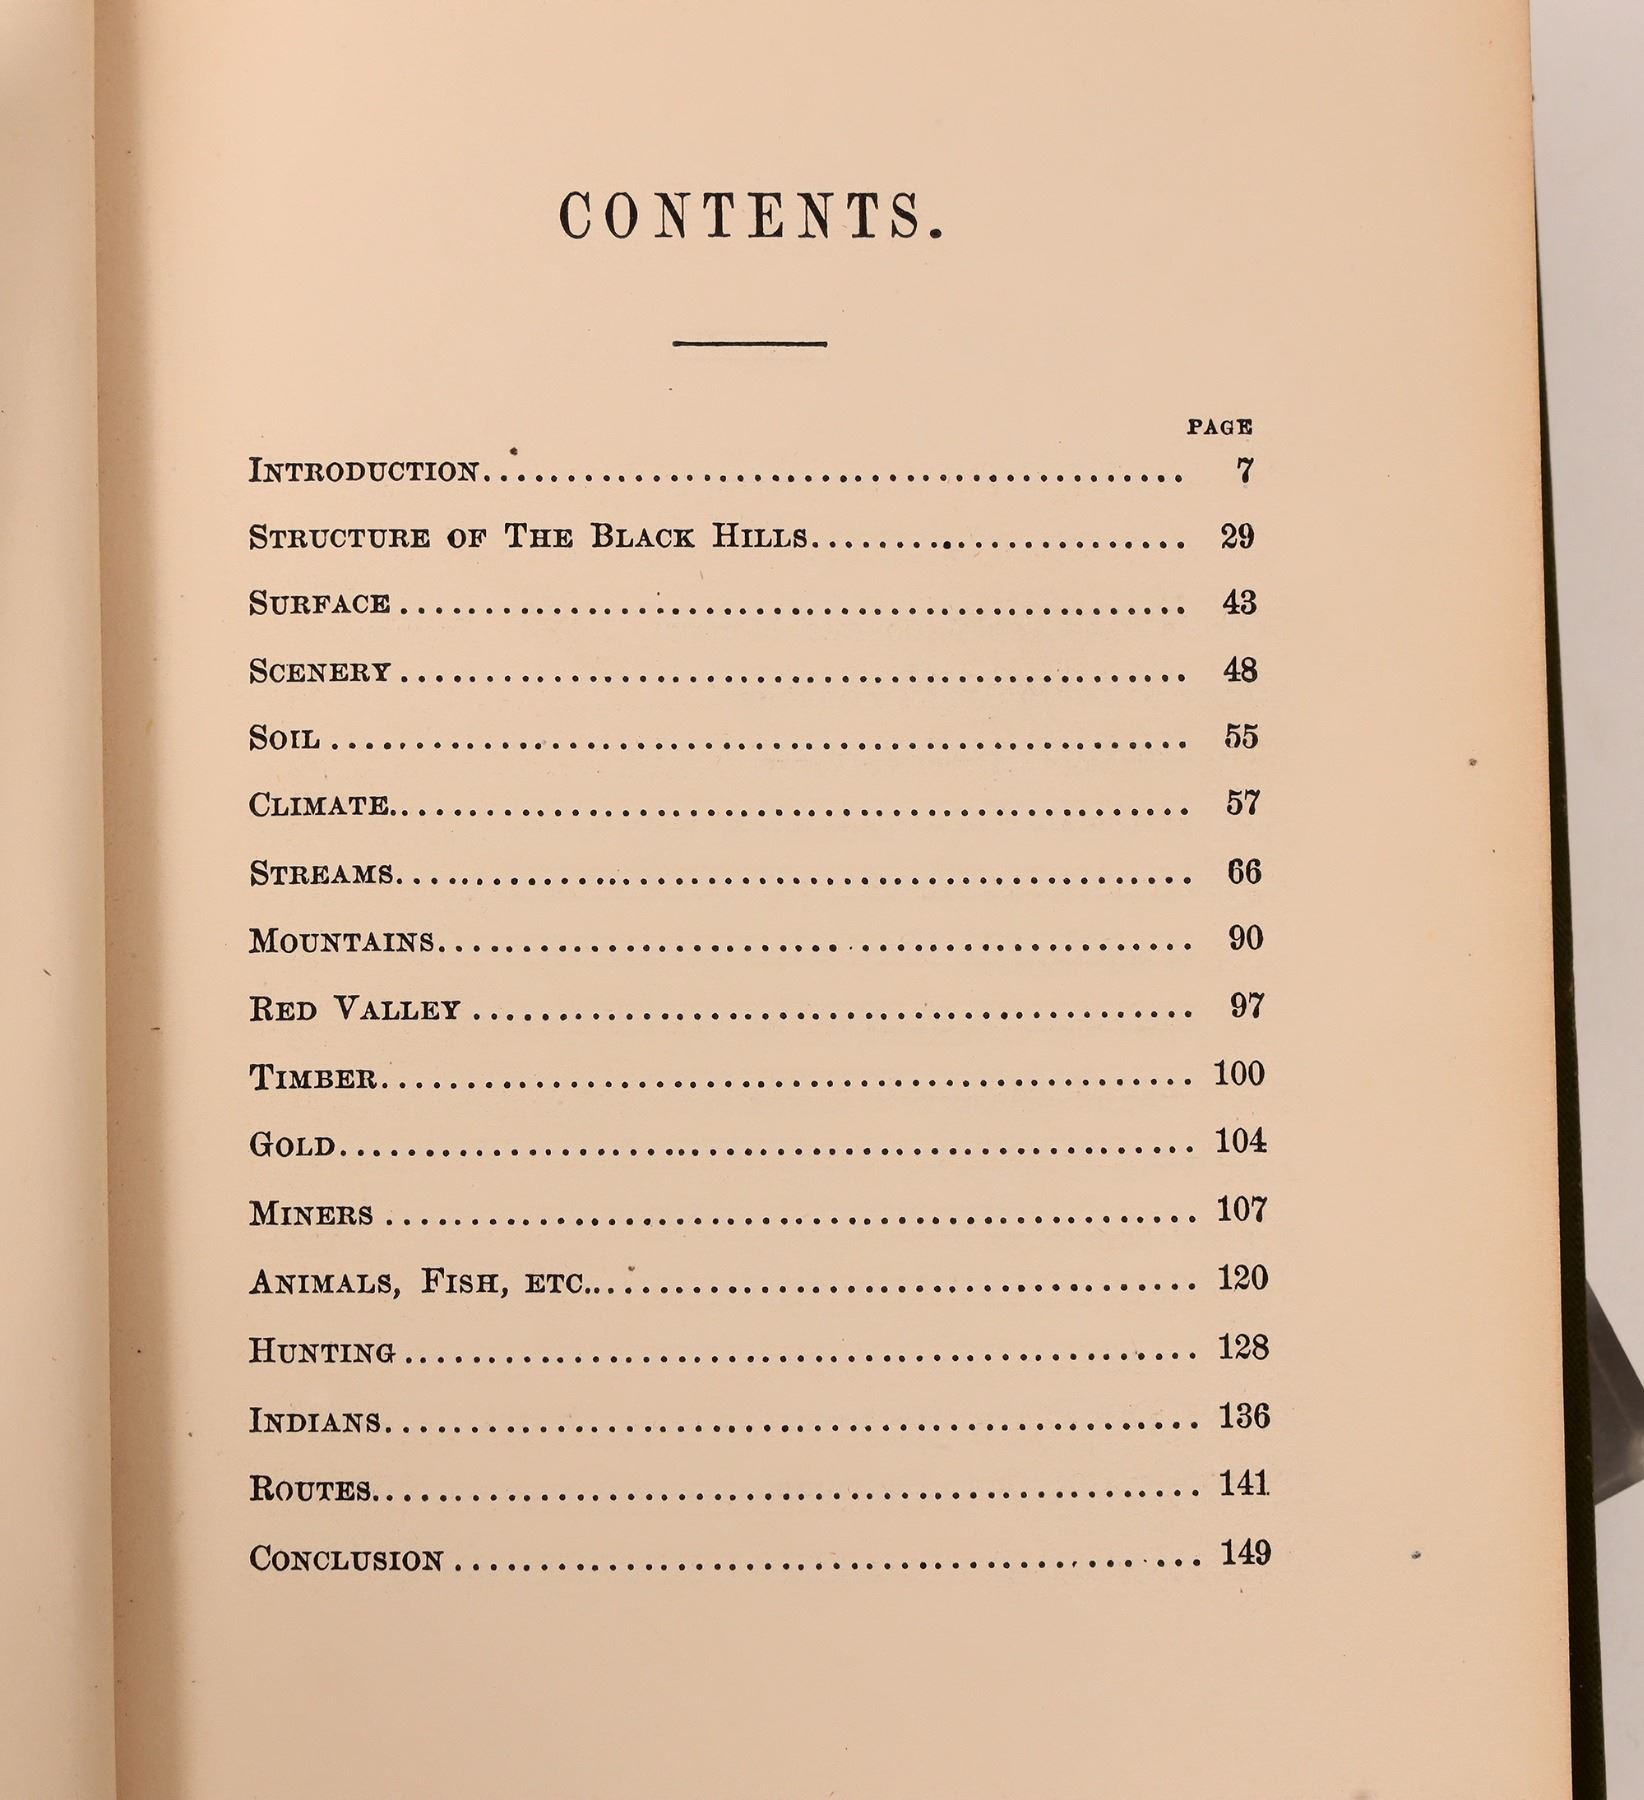 CONTENTS.
PAGE
INTRODUCTION........................................ 7
STRUCTURE OF THE BLACK HILLS...................... 29
SURFACE .............................................. 43
SCENERY .............................................. 48
SOIL .................................................. 55
CLIMATE............................................... 57
STREAMS............................................... 66
MOUNTAINS............................................ 90
RED VALLEY .......................................... 97
TIMBER................................................ 100
GOLD.................................................. 104
MINERS ................................................ 107
ANIMALS, FISH, ETC.................................... 120
HUNTING ............................................... 128
INDIANS................................................ 136
ROUTES................................................. 141
CONCLUSION ............................................ 149